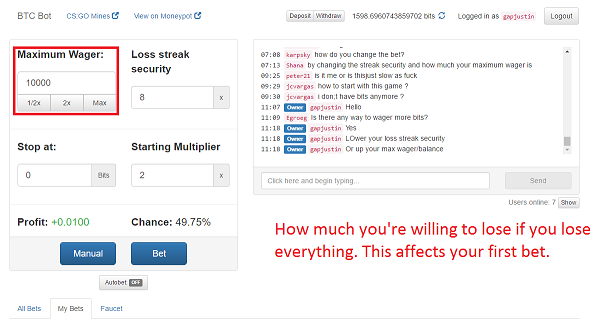 BTC Bot CS:GO Mines View on Moneypot Deposit Withdraw 1598.6960743859702 bits Logged in as gapjustin Logout
Maximum Wager: Loss streak security
10000
1/2x 2x Max
8 x
Stop at: Starting Multiplier
0 Bits 2 x
Profit: +0.0100 Chance: 49.75%
Manual Bet
Autobet OFF
All Bets My Bets Faucet
07:08 karpsky how do you change the bet?
07:13 Shana by changing the streak security and how much your maximum wager is
09:25 peter21 is it me or is thisjust slow as fuck
09:29 jcvargas how to start with this game ?
09:30 jcvargas i don;t have bits anymore ?
11:07 Owner gapjustin Hello
11:09 Egroeg Is there any way to wager more bits?
11:18 Owner gapjustin Yes
11:18 Owner gapjustin LOwer your loss streak security
11:18 Owner gapjustin Or up your max wager/balance
Click here and begin typing... Send
Users online: 7 Show
How much you're willing to lose if you lose
everything. This affects your first bet.